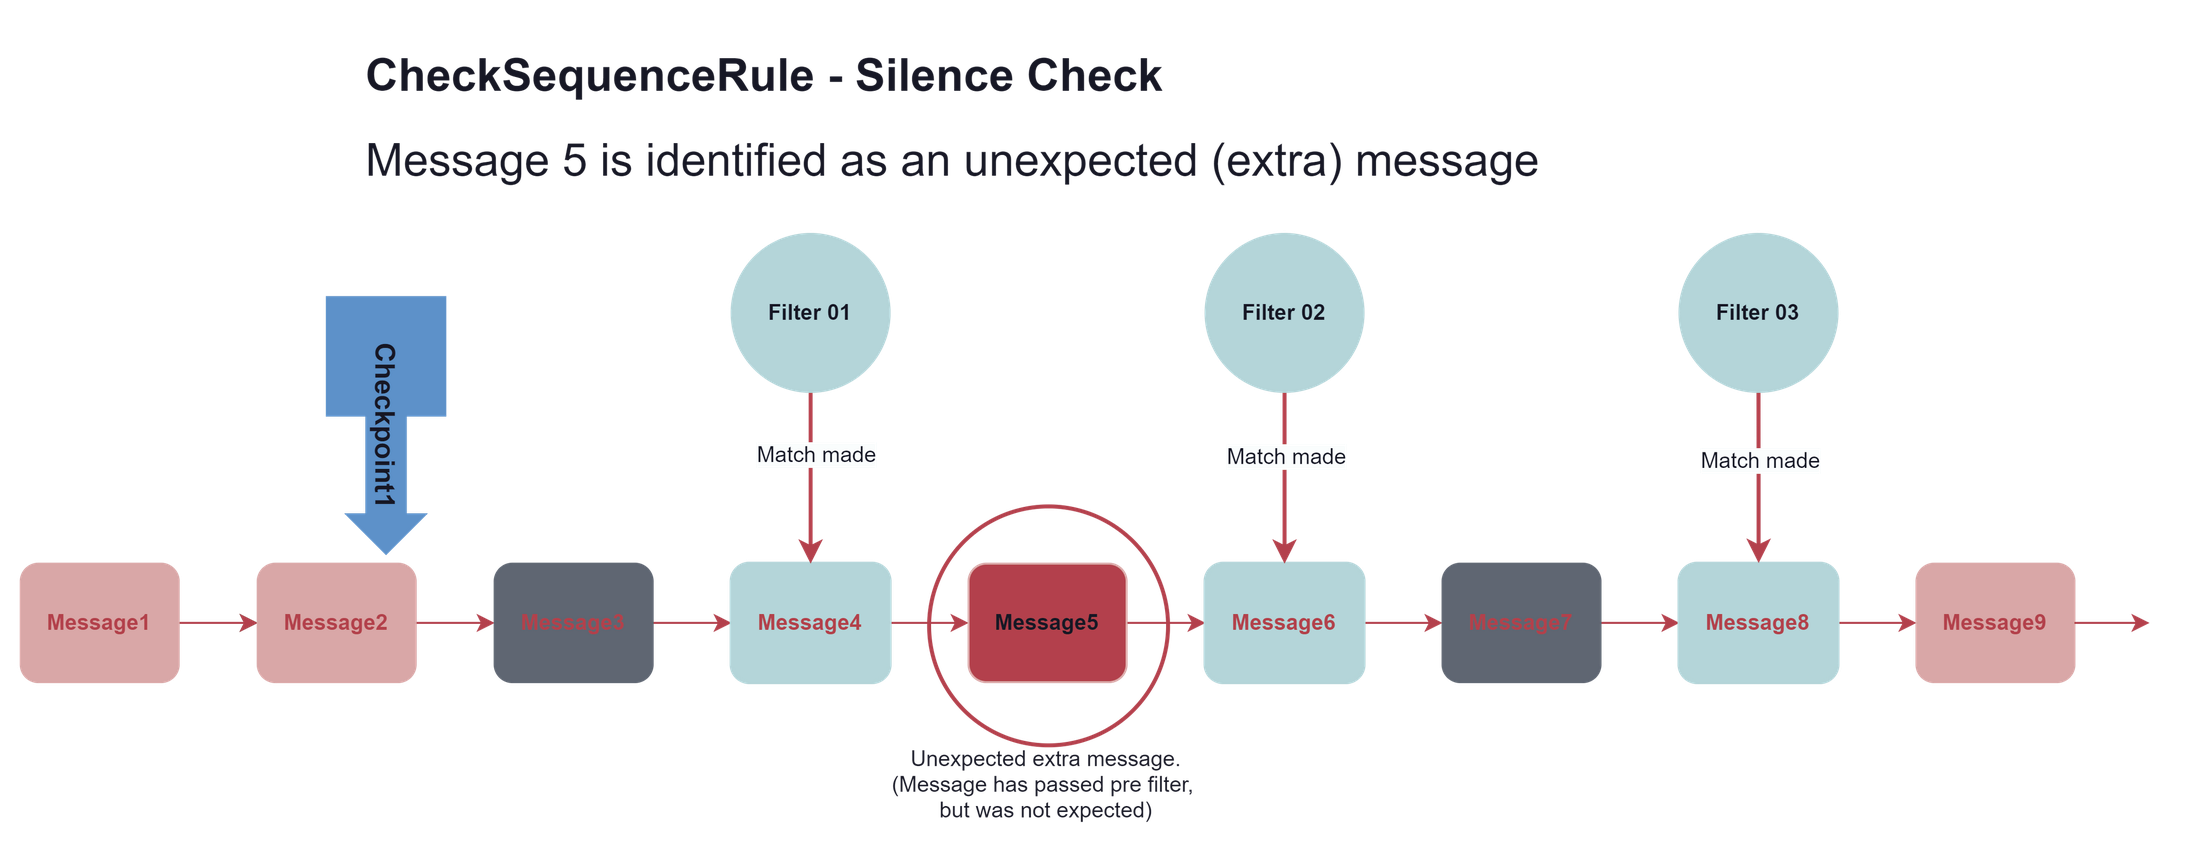 CheckSequenceRule - Silence Check
Message 5 is identified as an unexpected (extra) message
Filter 01
Filter 02
Filter 03
Checkpoint1
Match made
Match made
Match made
Message1
Message2
Message3
Message4
Message5
Message6
Message7
Message8
Message9
Unexpected extra message.
(Message has passed pre filter,
but was not expected)